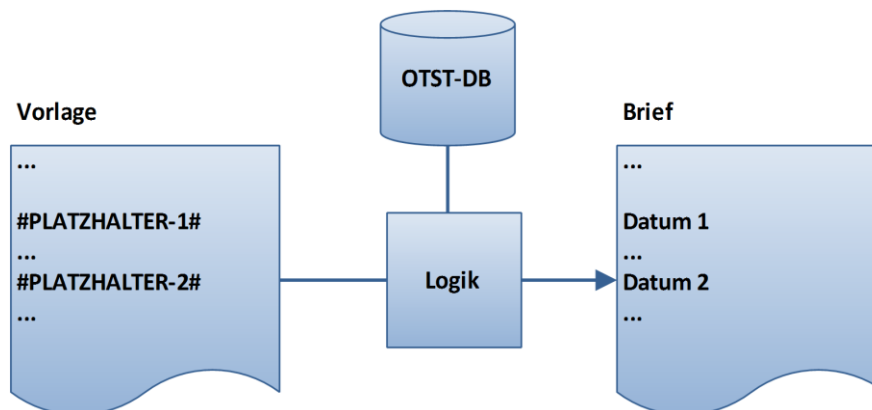 OTST-DB
Vorlage
...
#PLATZHALTER-1#
...
#PLATZHALTER-2#
...
Logik
Brief
...
Datum 1
...
Datum 2
...